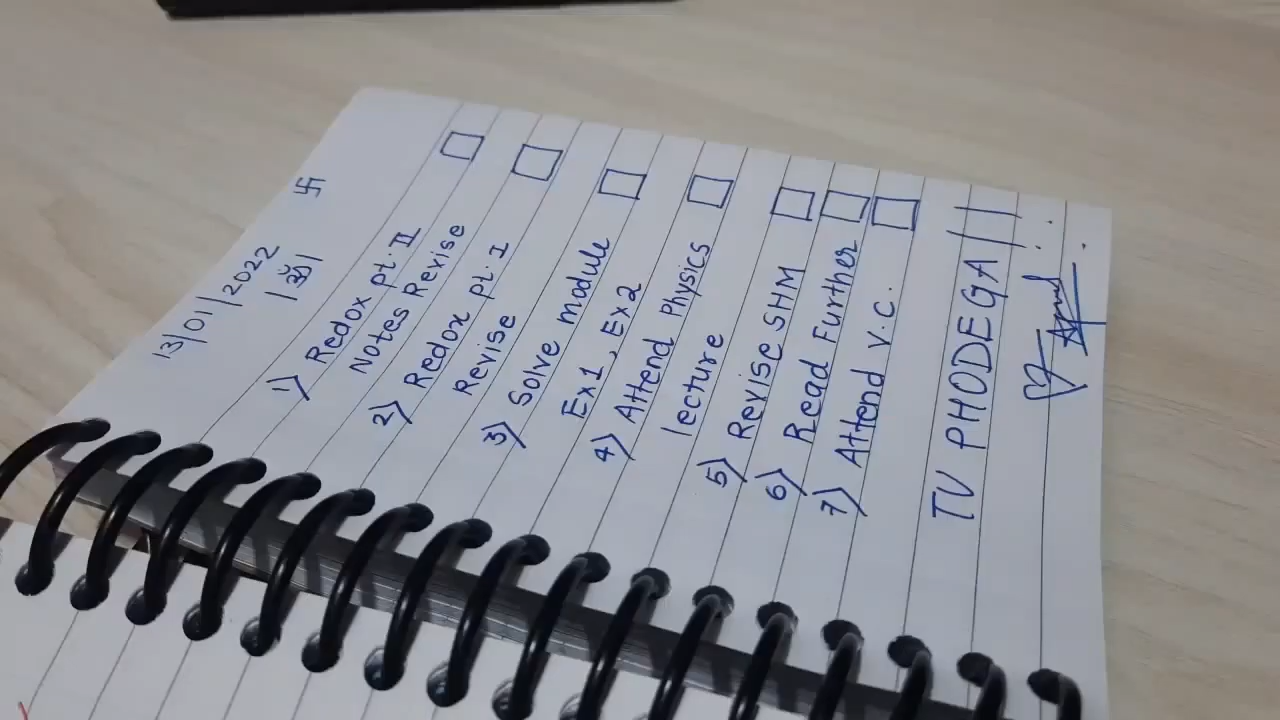 13/01/2022
卐
|ॐ|
1) Redox pt. II
Notes Revise
2) Redox pt. I
Revise
3) Solve module
Ex1, Ex2
4) Attend Physics
lecture
5) Revise SHM
6) Read Further
7) Attend V.C.
TV PHODEGA||